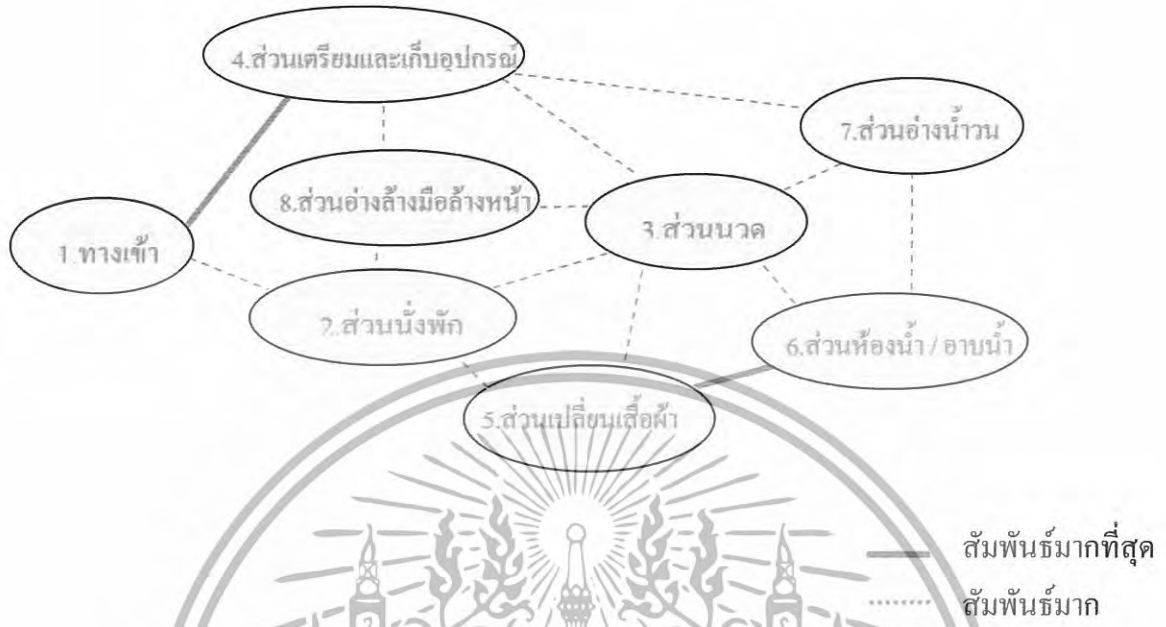 4.ส่วนเตรียมและเก็บอุปกรณ์
7.ส่วนอ่างน้ำวน
8.ส่วนอ่างล้างมือล้างหน้า
3.ส่วนนวด
1.ทางเข้า
2.ส่วนนั่งพัก
6.ส่วนห้องน้ำ / อาบน้ำ
5.ส่วนเปลี่ยนเสื้อผ้า
สัมพันธ์มากที่สุด
สัมพันธ์มาก